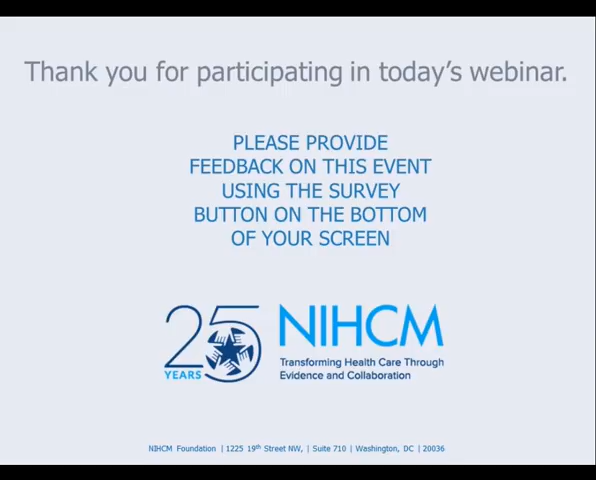 Thank you for participating in today's webinar.
PLEASE PROVIDE
FEEDBACK ON THIS EVENT
USING THE SURVEY
BUTTON ON THE BOTTOM
OF YOUR SCREEN
25 NIHCM
YEARS
Transforming Health Care Through
Evidence and Collaboration
NIHCM Foundation | 1225 19th Street NW, | Suite 710 | Washington, DC | 20036